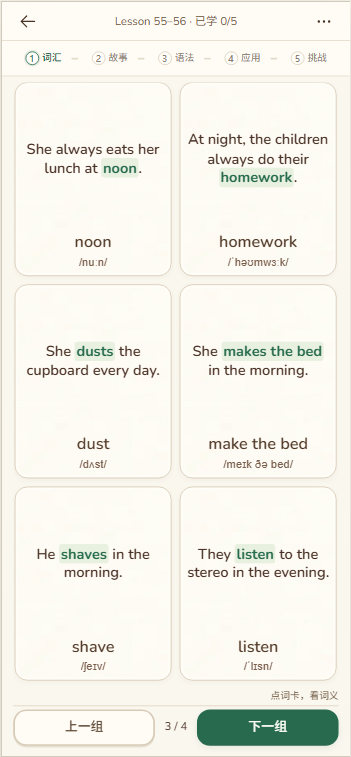 Lesson 55–56 · 已学 0/5
1 词汇 2 故事 3 语法 4 应用 5 挑战
She always eats her
lunch at noon.
noon
/nuːn/
At night, the children
always do their
homework.
homework
/ˈhəʊmwɜːk/
She dusts the
cupboard every day.
dust
/dʌst/
She makes the bed
in the morning.
make the bed
/meɪk ðə bed/
He shaves in the
morning.
shave
/ʃeɪv/
They listen to the
stereo in the evening.
listen
/ˈlɪsn/
点词卡，看词义
上一组
3 / 4
下一组